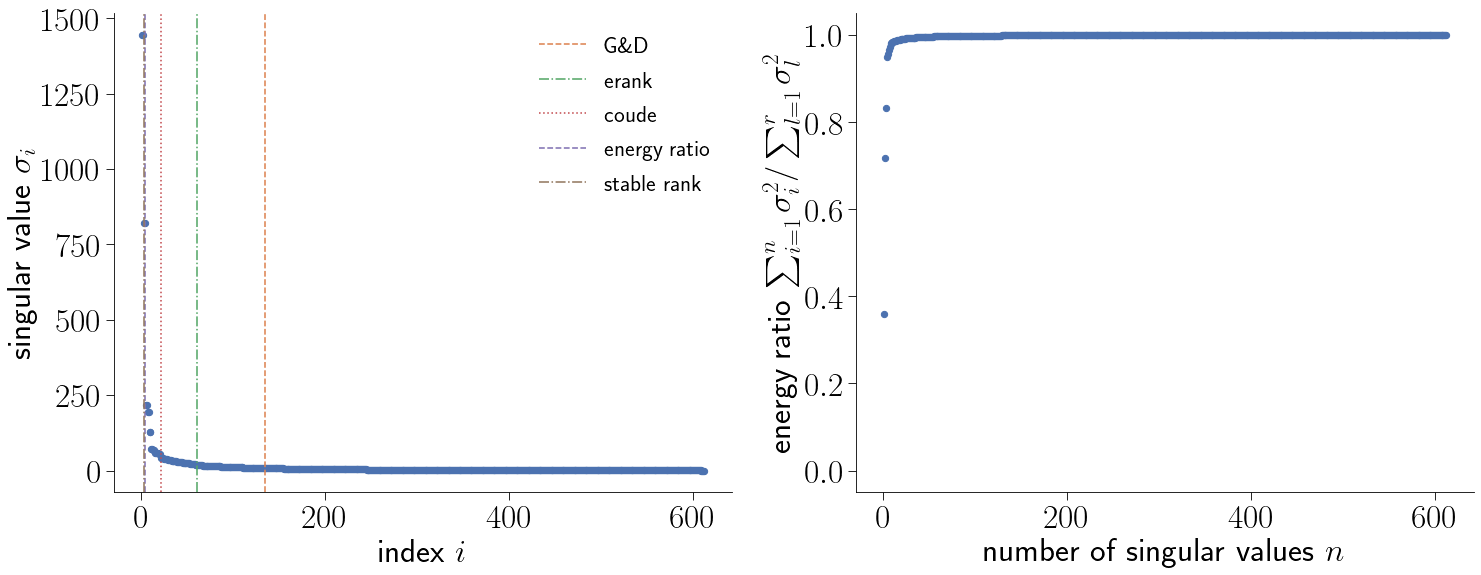 1500
1250
1000
750
500
250
0
singular value σ_i
0 200 400 600
index i
G&D
erank
coude
energy ratio
stable rank
1.0
0.8
0.6
0.4
0.2
0.0
energy ratio ∑_{i=1}^{n} σ_i^2 / ∑_{l=1}^{r} σ_l^2
0 200 400 600
number of singular values n